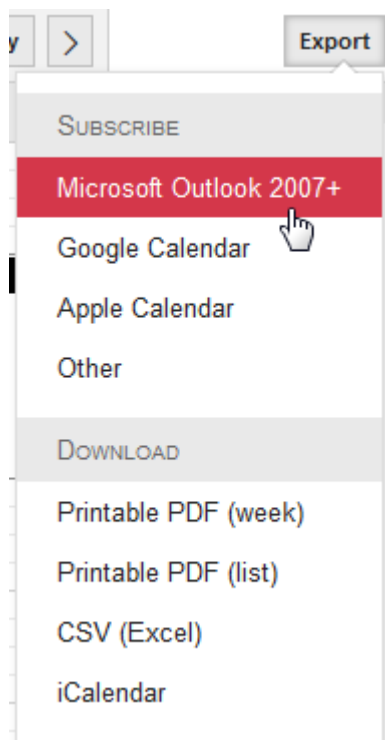 y
>
Export
SUBSCRIBE
Microsoft Outlook 2007+
Google Calendar
Apple Calendar
Other
DOWNLOAD
Printable PDF (week)
Printable PDF (list)
CSV (Excel)
iCalendar